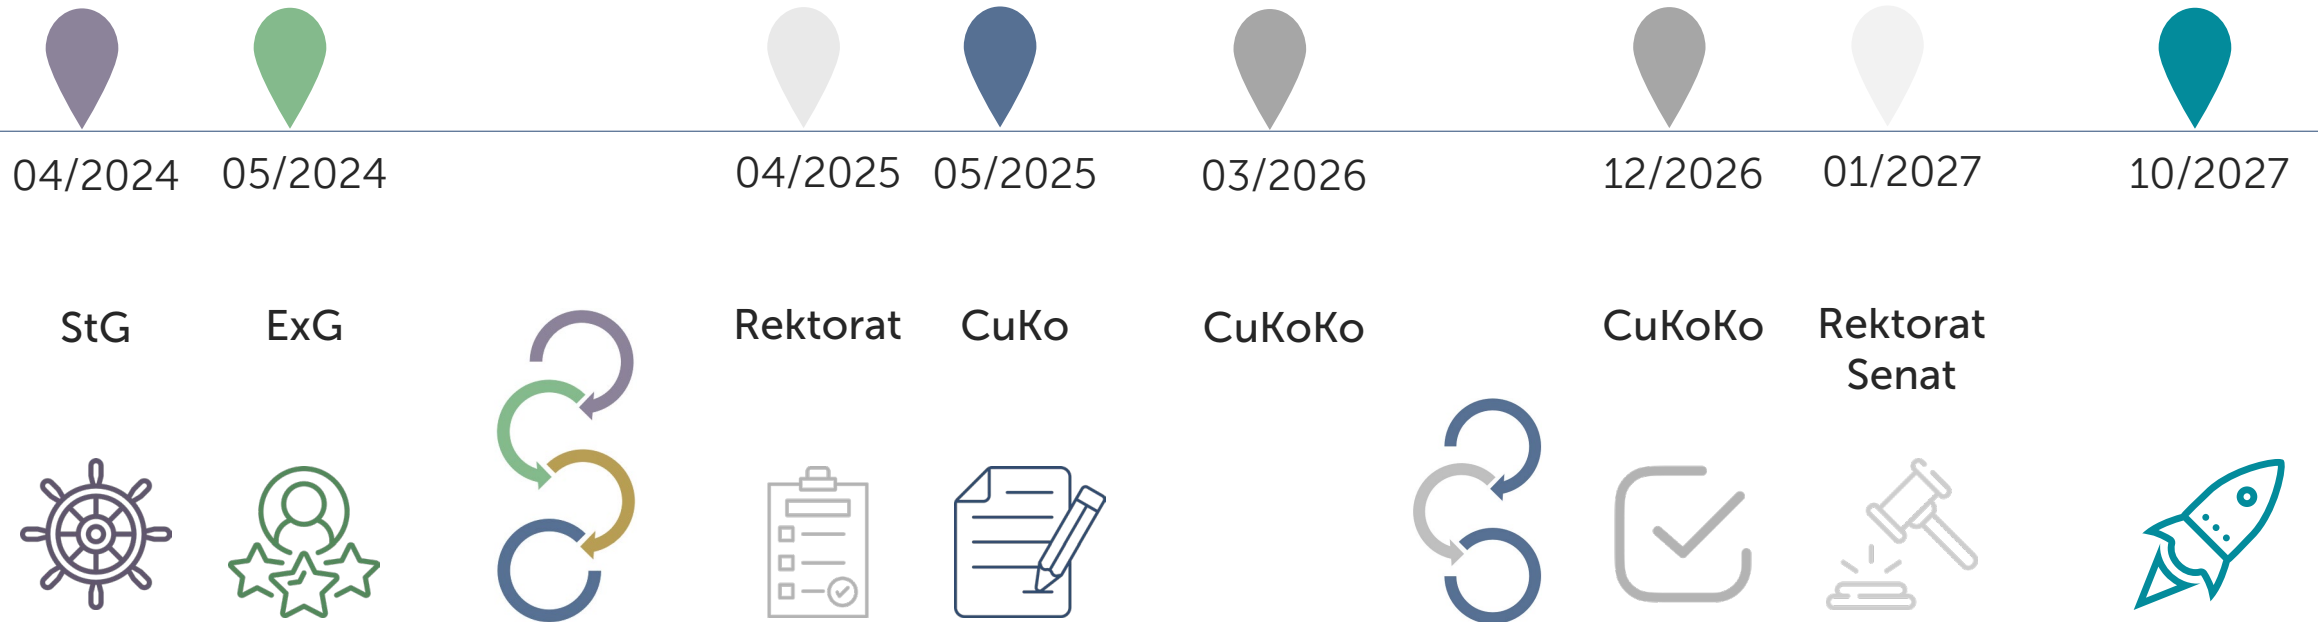 04/2024
05/2024
04/2025
05/2025
03/2026
12/2026
01/2027
10/2027
StG
ExG
Rektorat
CuKo
CuKoKo
CuKoKo
Rektorat
Senat